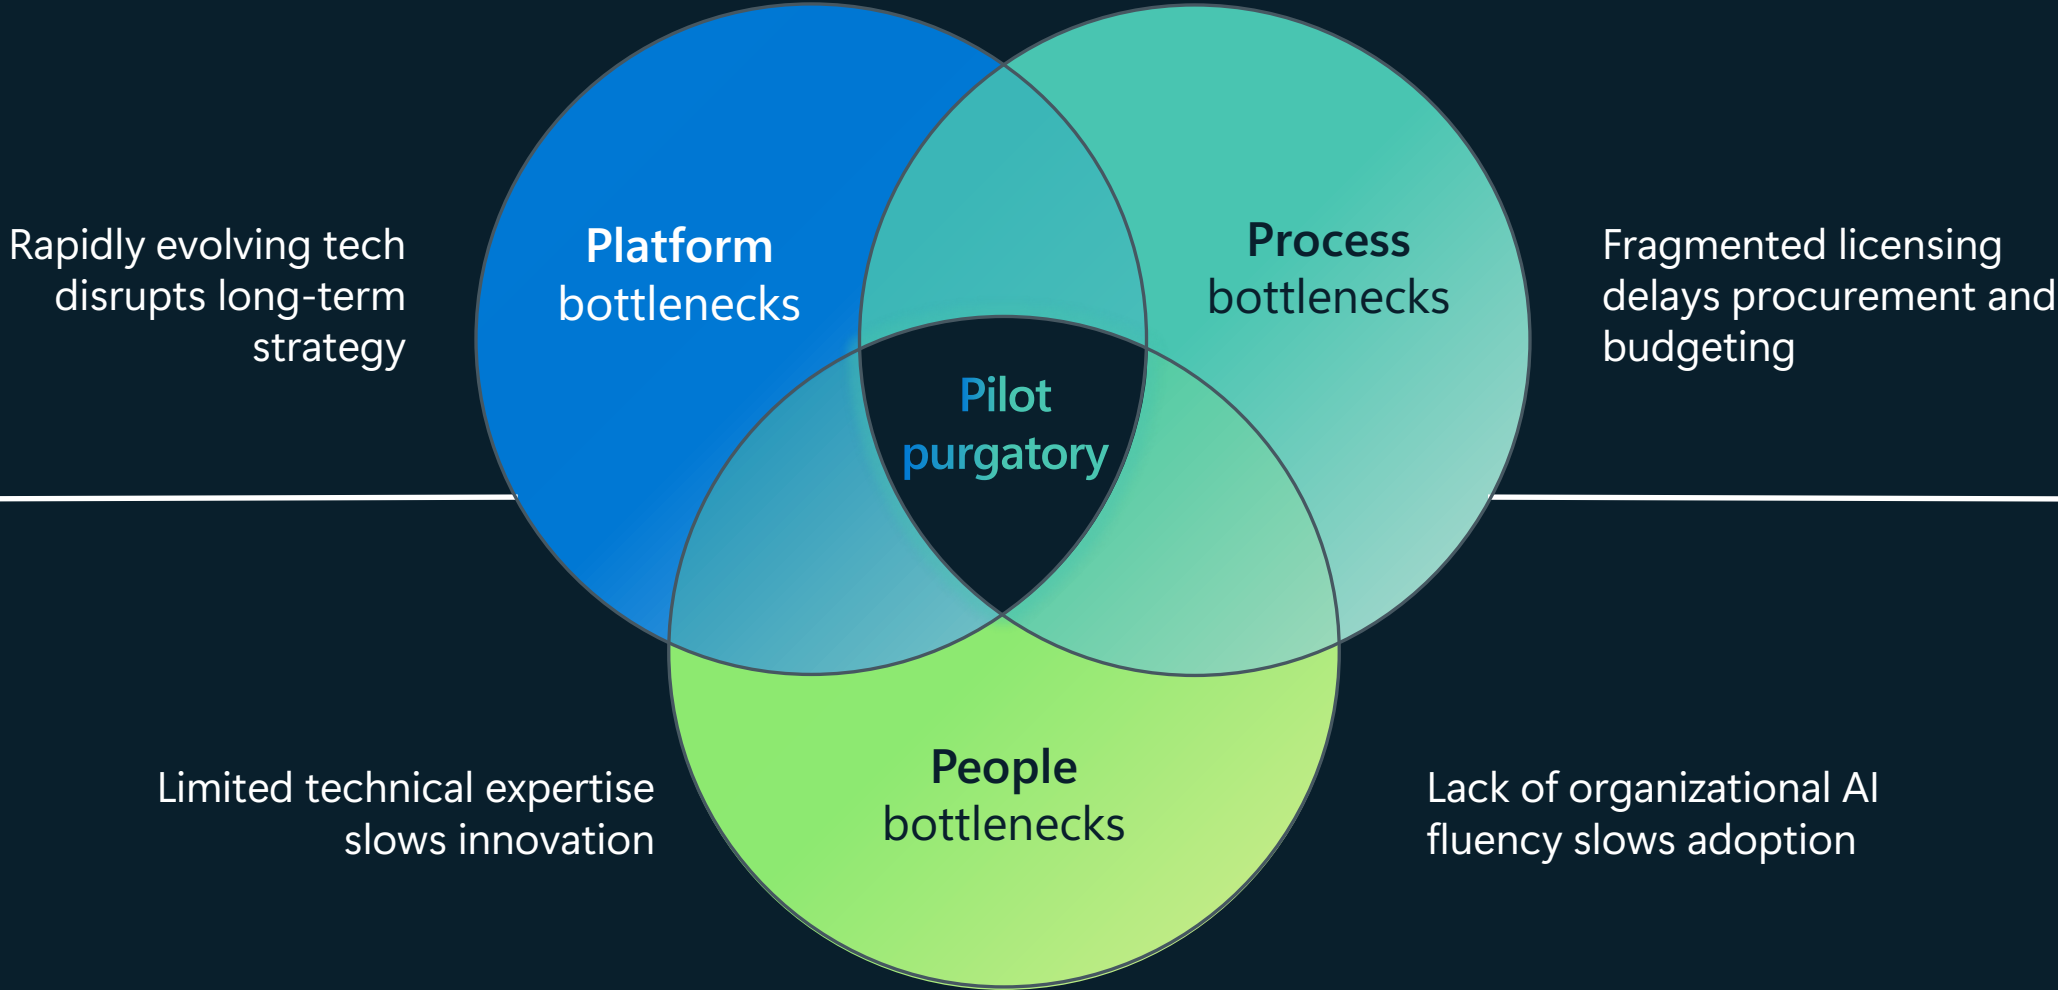 Rapidly evolving tech
disrupts long-term
strategy
Platform
bottlenecks
Process
bottlenecks
Fragmented licensing
delays procurement and
budgeting
Pilot
purgatory
Limited technical expertise
slows innovation
People
bottlenecks
Lack of organizational AI
fluency slows adoption